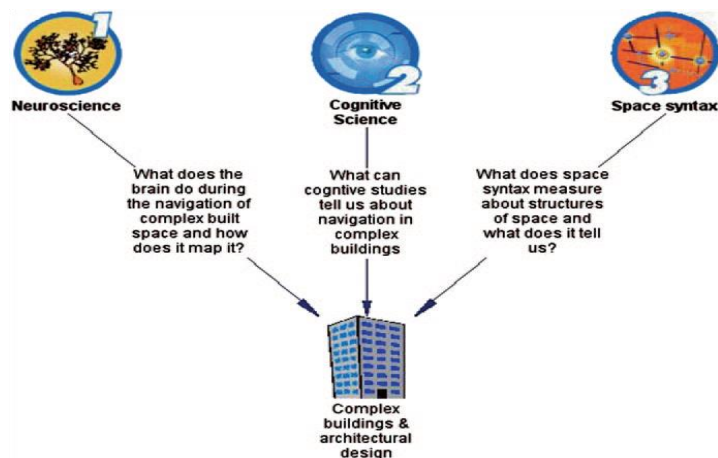 1
Neuroscience
2
Cognitive
Science
3
Space syntax
What does the
brain do during
the navigation of
complex built
space and how
does it map it?
What can
cogntive studies
tell us about
navigation in
complex
buildings
What does space
syntax measure
about structures
of space and
what does it tell
us?
Complex
buildings &
architectural
design